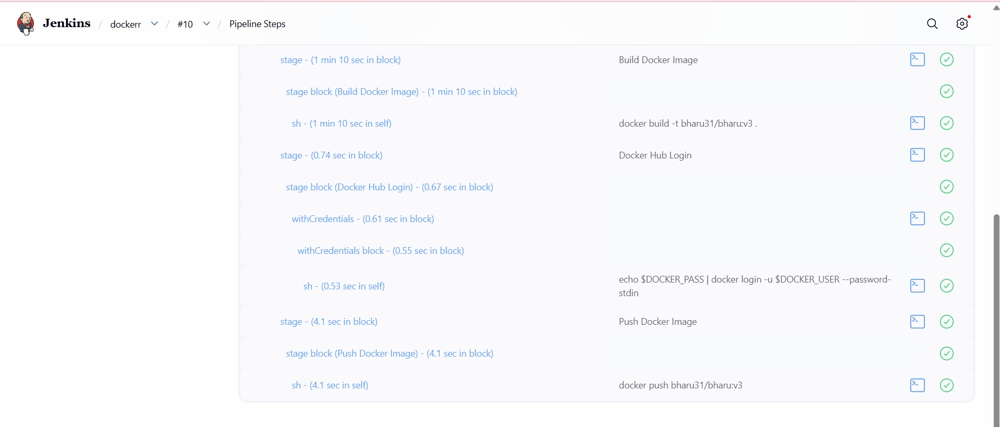 Jenkins / dockerr / #10 / Pipeline Steps
stage - (1 min 10 sec in block) Build Docker Image
stage block (Build Docker Image) - (1 min 10 sec in block)
sh - (1 min 10 sec in self) docker build -t bharu31/bharu:v3 .
stage - (0.74 sec in block) Docker Hub Login
stage block (Docker Hub Login) - (0.67 sec in block)
withCredentials - (0.61 sec in block)
withCredentials block - (0.55 sec in block)
sh - (0.53 sec in self) echo $DOCKER_PASS | docker login -u $DOCKER_USER --password-
stdin
stage - (4.1 sec in block) Push Docker Image
stage block (Push Docker Image) - (4.1 sec in block)
sh - (4.1 sec in self) docker push bharu31/bharu:v3